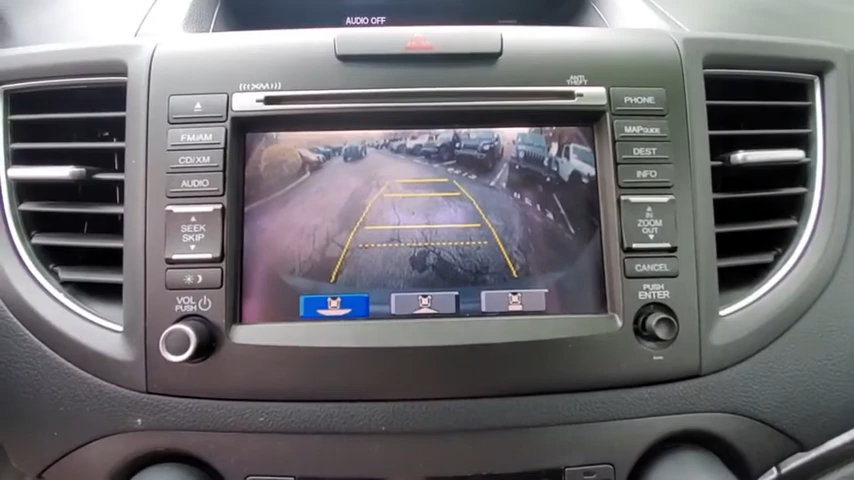 AUDIO OFF
((SXM))
ANTI
THEFT
FM/AM
CD/XM
AUDIO
SEEK
SKIP
VOL
PUSH
PHONE
MAP GUIDE
DEST
INFO
IN
ZOOM
OUT
CANCEL
PUSH
ENTER